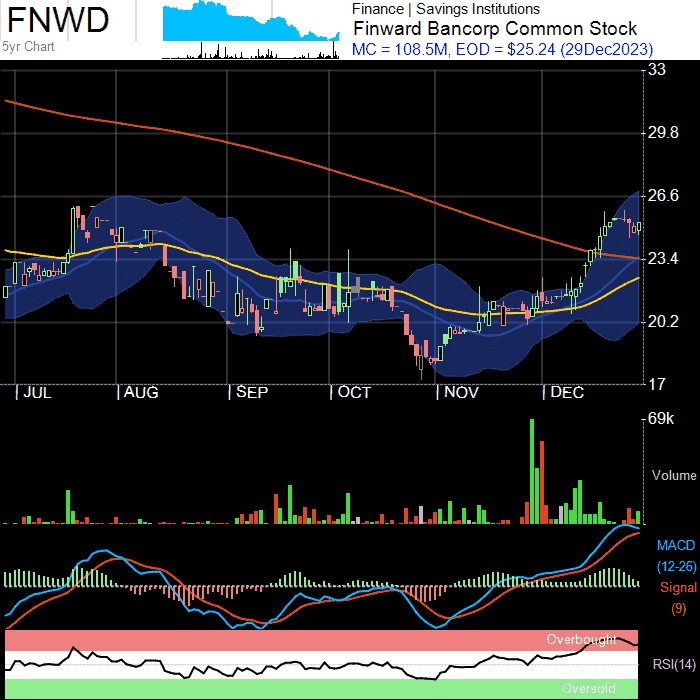 FNWD
5yr Chart
Finance | Savings Institutions
Finward Bancorp Common Stock
MC = 108.5M, EOD = $25.24 (29Dec2023)
33
29.8
26.6
23.4
20.2
17
JUL AUG SEP OCT NOV DEC
69k
Volume
MACD
(12-26)
Signal
(9)
Overbought
RSI(14)
Oversold